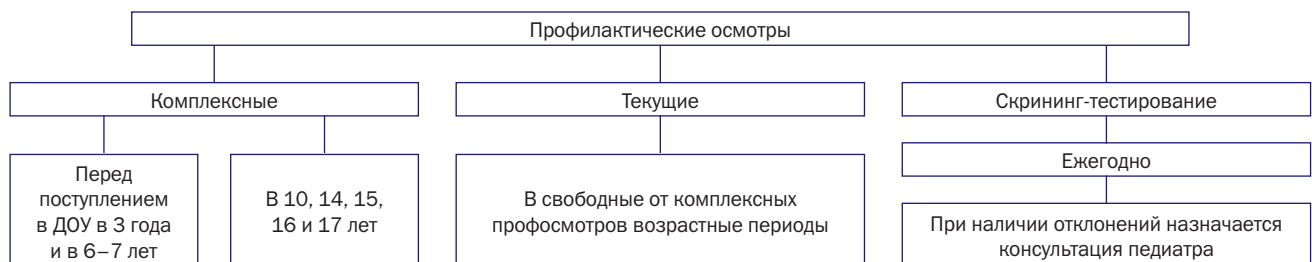 Профилактические осмотры
Комплексные
Текущие
Скрининг-тестирование
Перед
поступлением
в ДОУ в 3 года
и в 6–7 лет
В 10, 14, 15,
16 и 17 лет
В свободные от комплексных
профосмотров возрастные периоды
Ежегодно
При наличии отклонений назначается
консультация педиатра